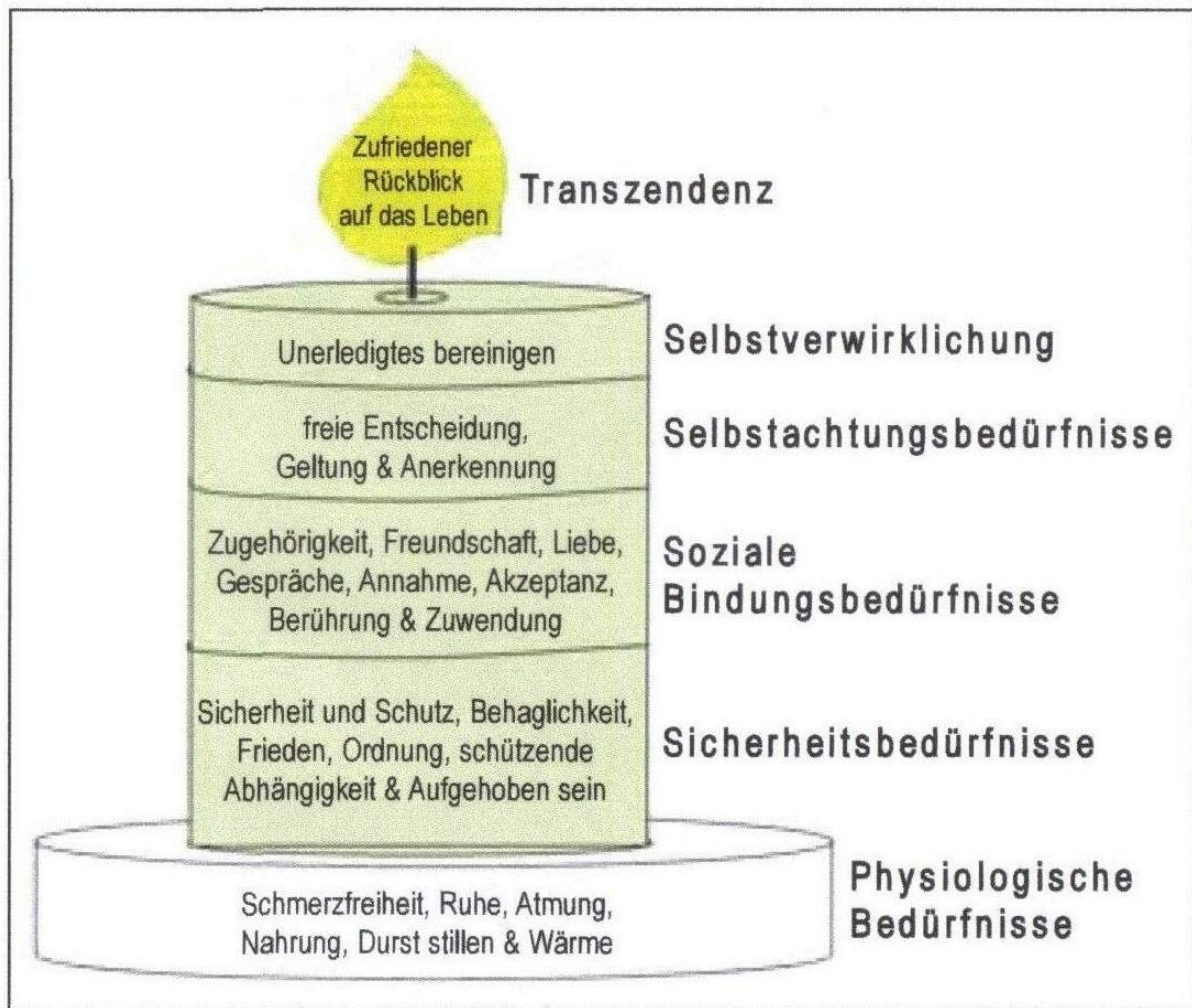 Zufriedener
Rückblick
auf das Leben
Transzendenz
Unerledigtes bereinigen
Selbstverwirklichung
freie Entscheidung,
Geltung & Anerkennung
Selbstachtungsbedürfnisse
Zugehörigkeit, Freundschaft, Liebe,
Gespräche, Annahme, Akzeptanz,
Berührung & Zuwendung
Soziale
Bindungsbedürfnisse
Sicherheit und Schutz, Behaglichkeit,
Frieden, Ordnung, schützende
Abhängigkeit & Aufgehoben sein
Sicherheitsbedürfnisse
Schmerzfreiheit, Ruhe, Atmung,
Nahrung, Durst stillen & Wärme
Physiologische
Bedürfnisse